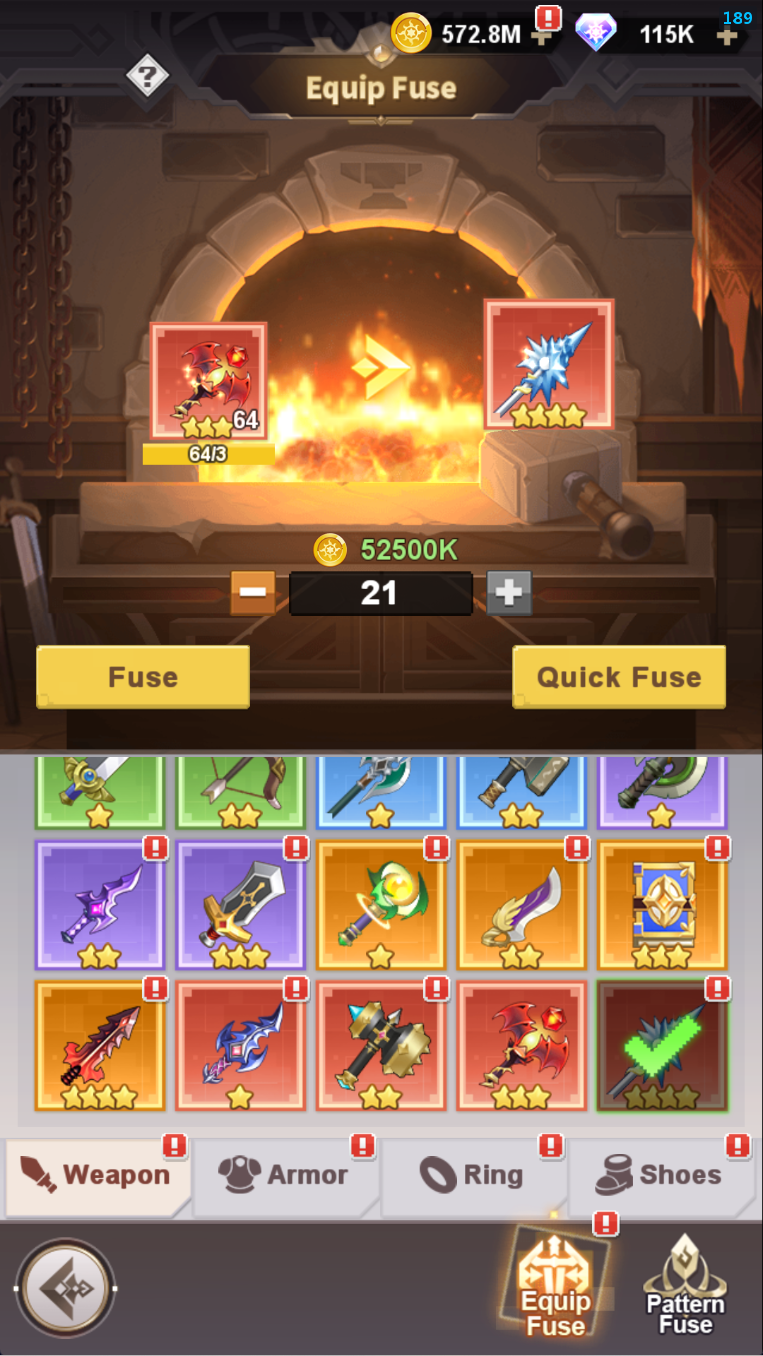 189
572.8M
115K
?
Equip Fuse
64
64/3
52500K
21
Fuse
Quick Fuse
Weapon
Armor
Ring
Shoes
Equip
Fuse
Pattern
Fuse